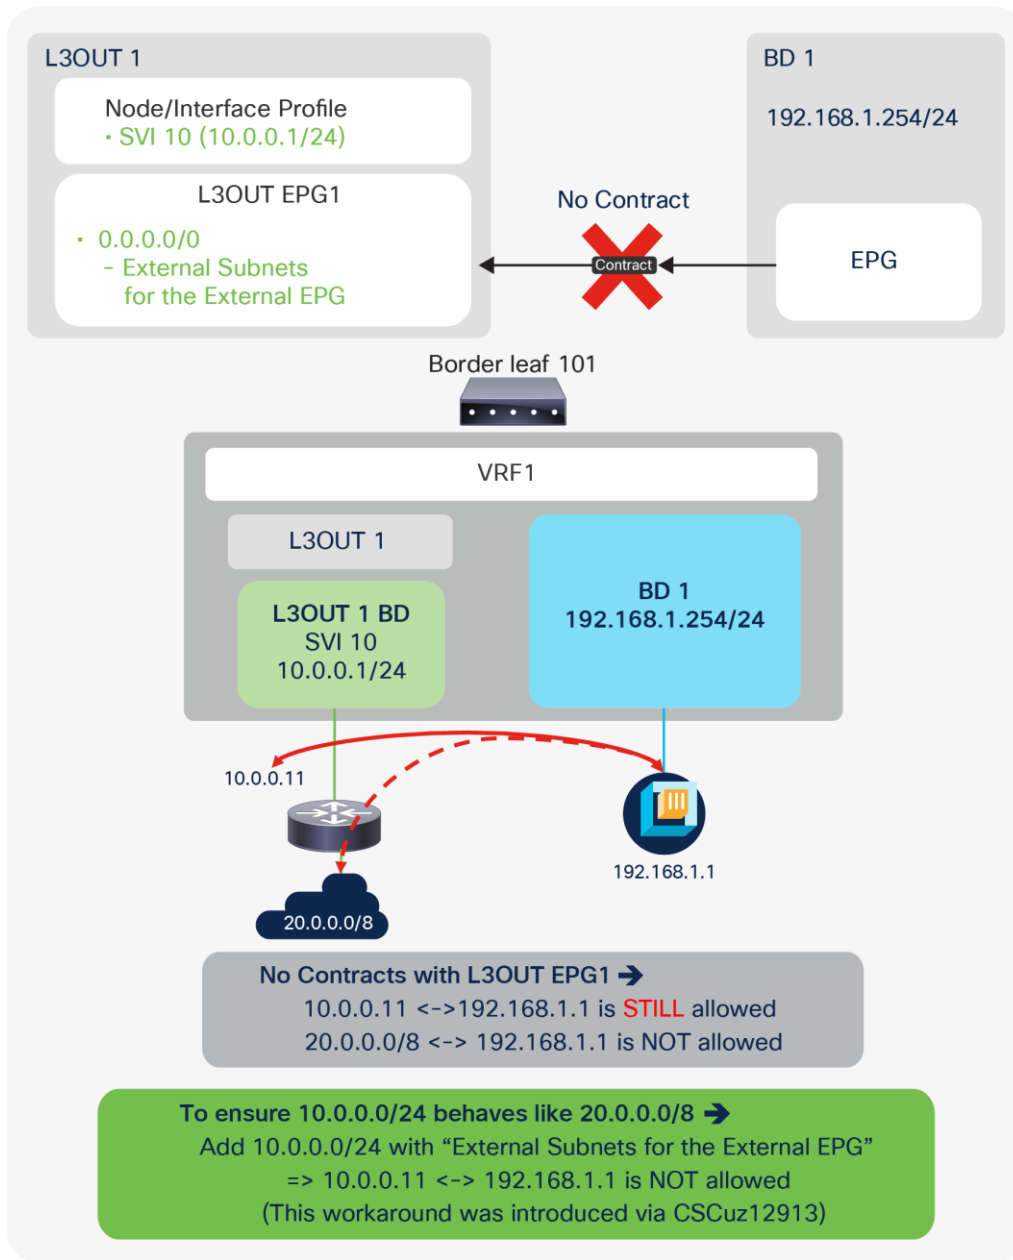 L3OUT 1
Node/Interface Profile
· SVI 10 (10.0.0.1/24)
L3OUT EPG1
· 0.0.0.0/0
– External Subnets
for the External EPG
No Contract
Contract
BD 1
192.168.1.254/24
EPG
Border leaf 101
VRF1
L3OUT 1
L3OUT 1 BD
SVI 10
10.0.0.1/24
BD 1
192.168.1.254/24
10.0.0.11
192.168.1.1
20.0.0.0/8
No Contracts with L3OUT EPG1 ➔
10.0.0.11 <->192.168.1.1 is STILL allowed
20.0.0.0/8 <-> 192.168.1.1 is NOT allowed
To ensure 10.0.0.0/24 behaves like 20.0.0.0/8 ➔
Add 10.0.0.0/24 with “External Subnets for the External EPG”
=> 10.0.0.11 <-> 192.168.1.1 is NOT allowed
(This workaround was introduced via CSCuz12913)